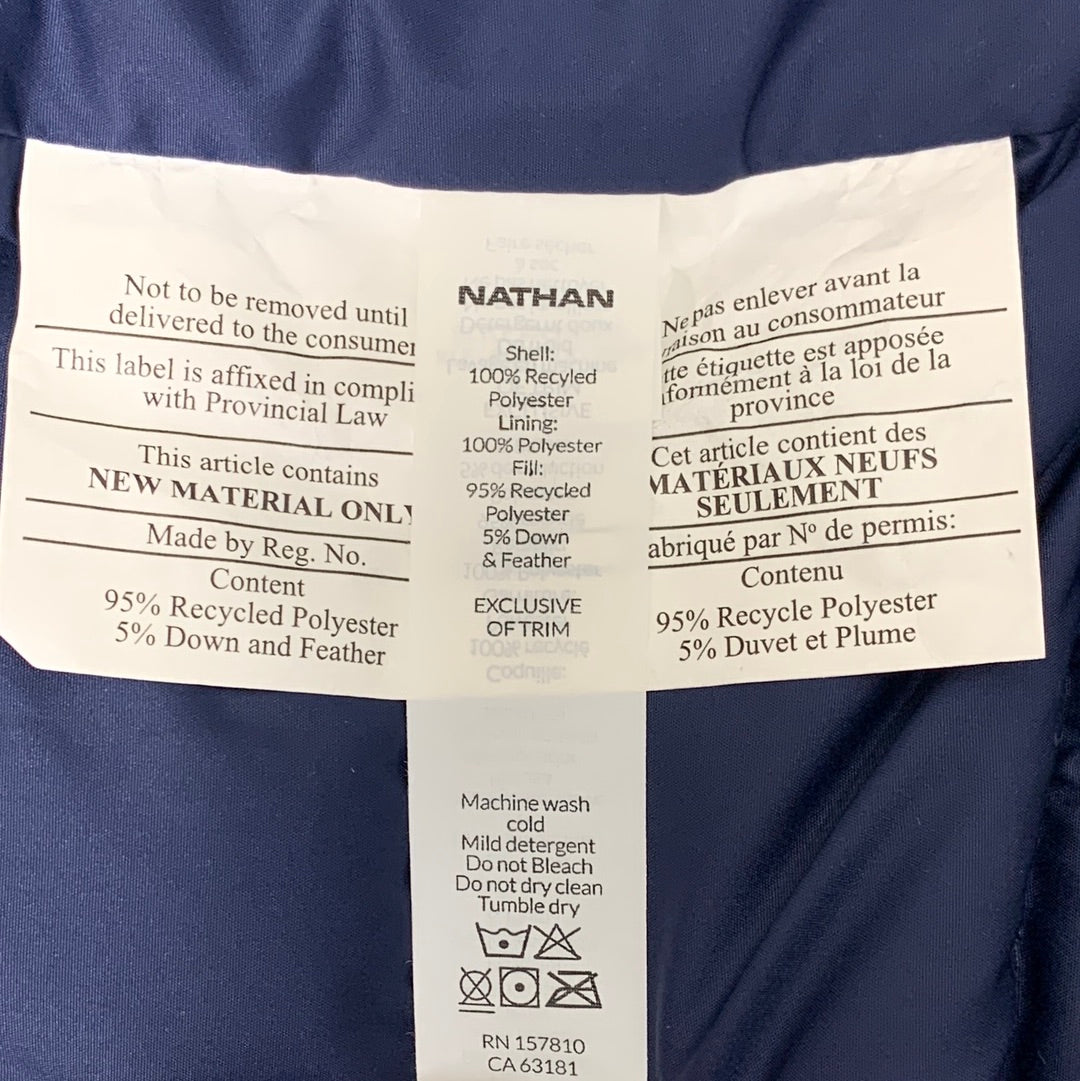 Not to be removed until
delivered to the consumer
This label is affixed in compli
with Provincial Law
This article contains
NEW MATERIAL ONLY
Made by Reg. No.
Content
95% Recycled Polyester
5% Down and Feather
NATHAN
Shell:
100% Recyled
Polyester
Lining:
100% Polyester
Fill:
95% Recycled
Polyester
5% Down
& Feather
EXCLUSIVE
OF TRIM
Ne pas enlever avant la
raison au consommateur
tte étiquette est apposée
formément à la loi de la
province
Cet article contient des
MATÉRIAUX NEUFS
SEULEMENT
abriqué par Nº de permis:
Contenu
95% Recycle Polyester
5% Duvet et Plume
Machine wash
cold
Mild detergent
Do not Bleach
Do not dry clean
Tumble dry
RN 157810
CA 63181